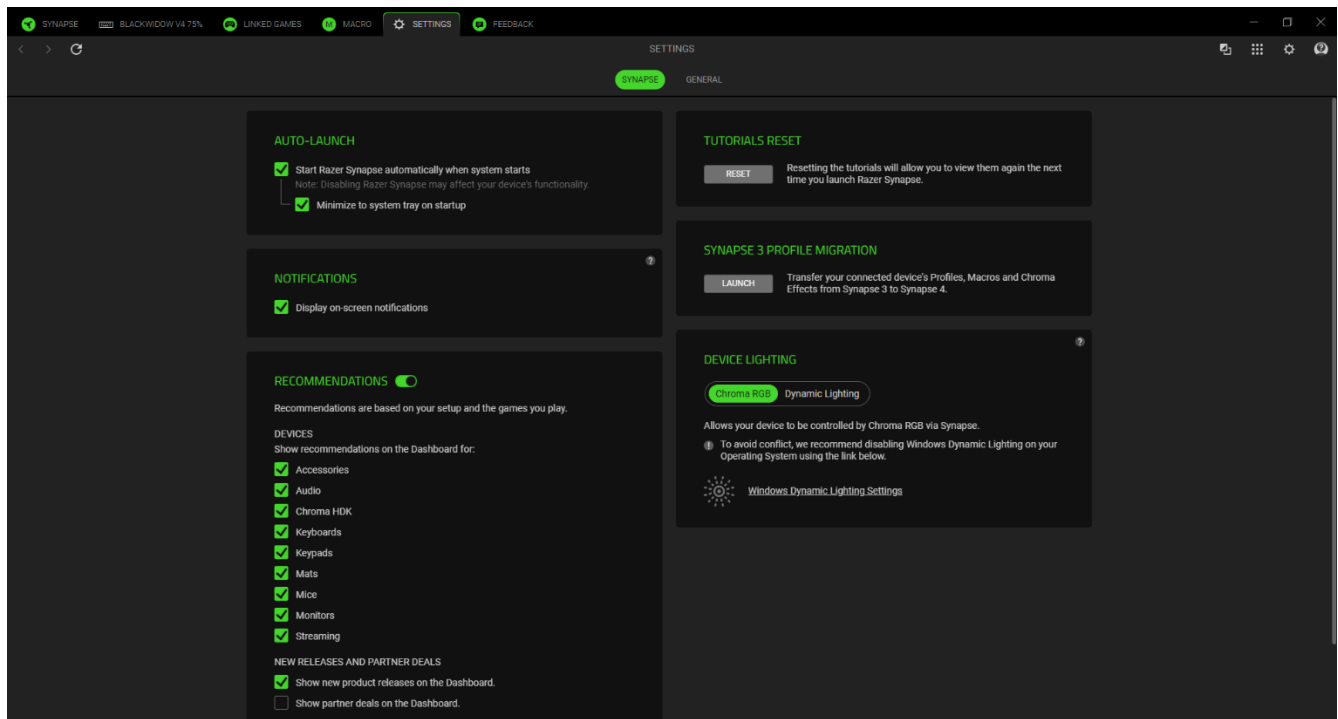 SYNAPSE BLACKWIDOW V4 75% LINKED GAMES MACRO SETTINGS FEEDBACK
SETTINGS
SYNAPSE GENERAL
AUTO-LAUNCH
Start Razer Synapse automatically when system starts
Note: Disabling Razer Synapse may affect your device's functionality.
Minimize to system tray on startup
NOTIFICATIONS
Display on-screen notifications
RECOMMENDATIONS
Recommendations are based on your setup and the games you play.
DEVICES
Show recommendations on the Dashboard for:
Accessories
Audio
Chroma HDK
Keyboards
Keypads
Mats
Mice
Monitors
Streaming
NEW RELEASES AND PARTNER DEALS
Show new product releases on the Dashboard.
Show partner deals on the Dashboard.
TUTORIALS RESET
RESET
Resetting the tutorials will allow you to view them again the next
time you launch Razer Synapse.
SYNAPSE 3 PROFILE MIGRATION
LAUNCH
Transfer your connected device's Profiles, Macros and Chroma
Effects from Synapse 3 to Synapse 4.
DEVICE LIGHTING
Chroma RGB Dynamic Lighting
Allows your device to be controlled by Chroma RGB via Synapse.
To avoid conflict, we recommend disabling Windows Dynamic Lighting on your
Operating System using the link below.
Windows Dynamic Lighting Settings